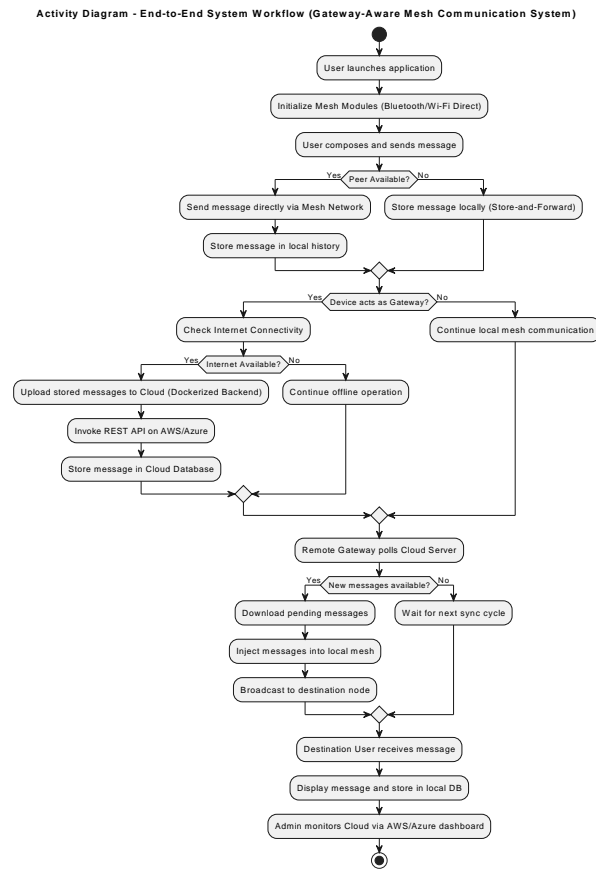 Activity Diagram - End-to-End System Workflow (Gateway-Aware Mesh Communication System)
User launches application
Initialize Mesh Modules (Bluetooth/Wi-Fi Direct)
User composes and sends message
Yes
Peer Available?
No
Send message directly via Mesh Network
Store message locally (Store-and-Forward)
Store message in local history
Yes
Device acts as Gateway?
No
Check Internet Connectivity
Continue local mesh communication
Yes
Internet Available?
No
Upload stored messages to Cloud (Dockerized Backend)
Continue offline operation
Invoke REST API on AWS/Azure
Store message in Cloud Database
Remote Gateway polls Cloud Server
Yes
New messages available?
No
Download pending messages
Wait for next sync cycle
Inject messages into local mesh
Broadcast to destination node
Destination User receives message
Display message and store in local DB
Admin monitors Cloud via AWS/Azure dashboard